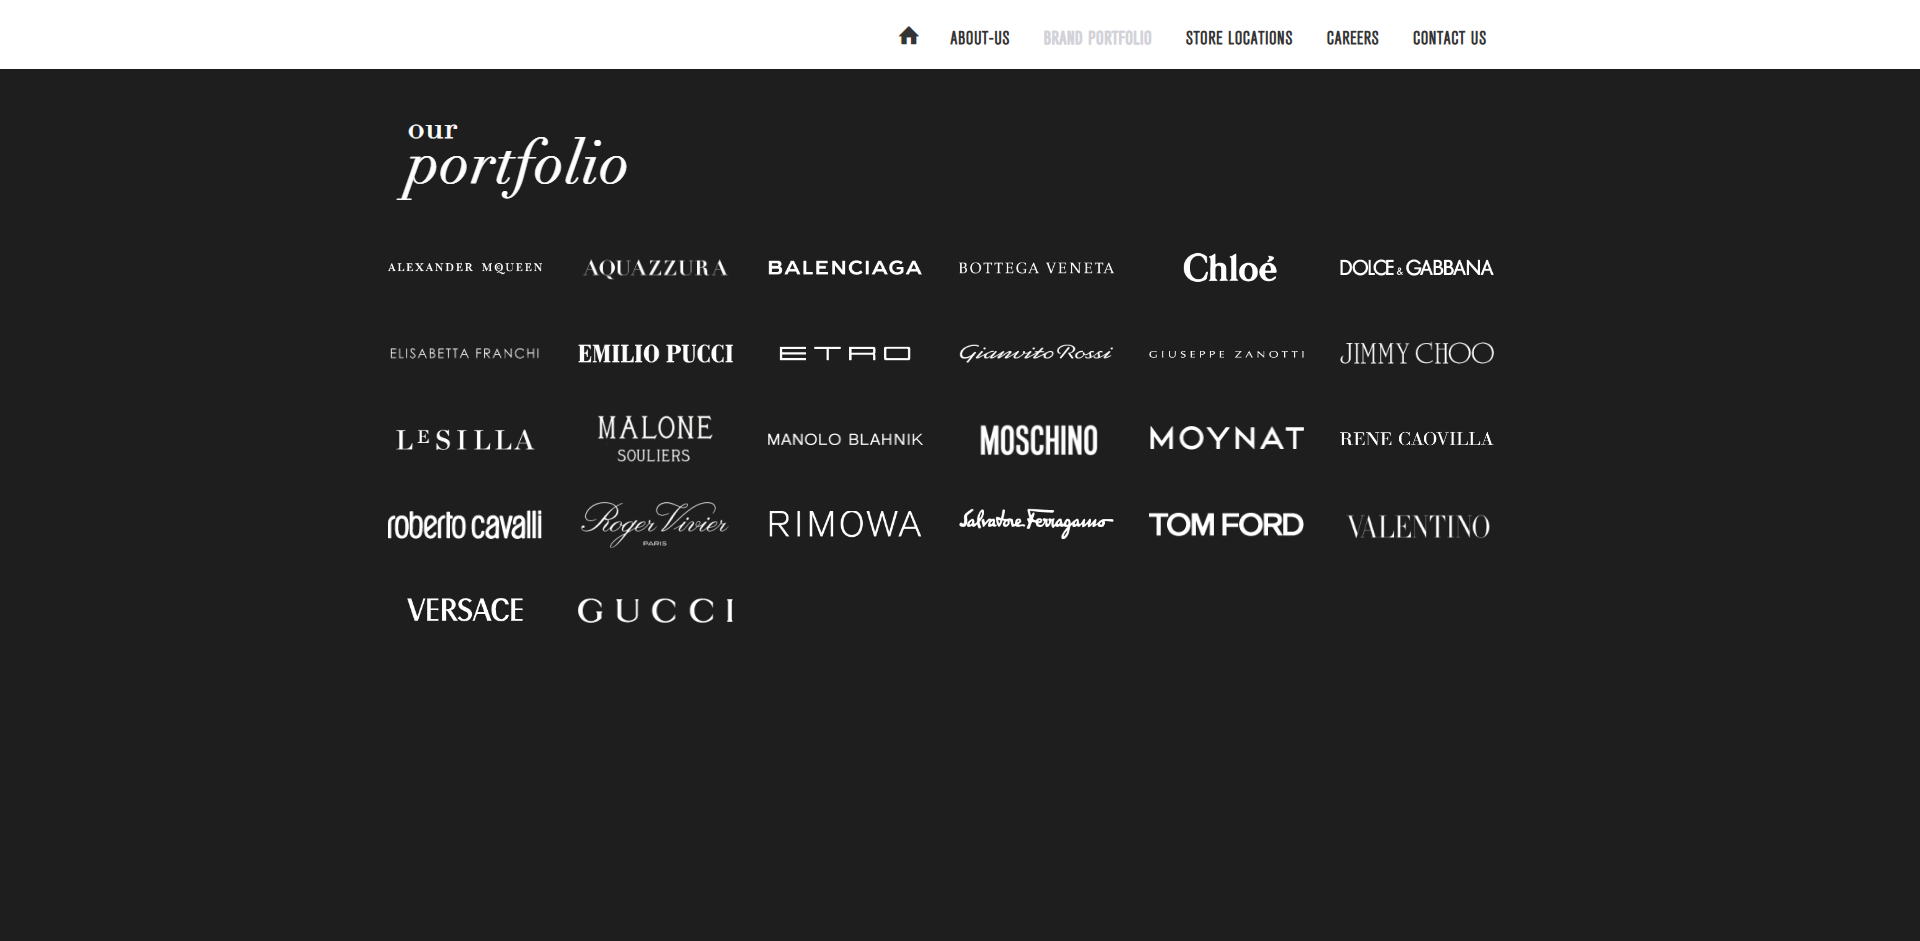 ABOUT-US BRAND PORTFOLIO STORE LOCATIONS CAREERS CONTACT US
our
portfolio
ALEXANDER MQUEEN AQUAZZURA BALENCIAGA BOTTEGA VENETA Chloé DOLCE & GABBANA
ELISABETTA FRANCHI EMILIO PUCCI ETRO Gianvito Rossi GIUSEPPE ZANOTTI JIMMY CHOO
LE SILLA MALONE SOULIERS MANOLO BLAHNIK MOSCHINO MOYNAT RENE CAOVILLA
roberto cavalli Roger Vivier PARIS RIMOWA Salvatore Ferragamo TOM FORD VALENTINO
VERSACE GUCCI